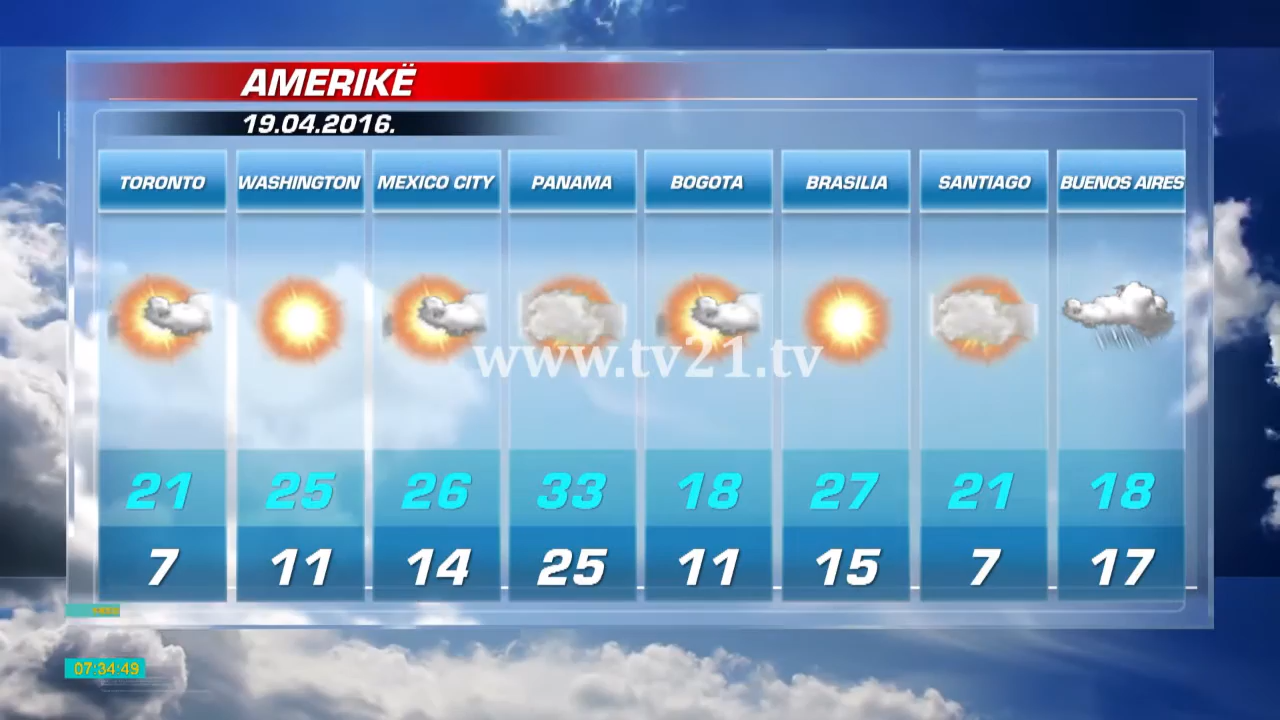 AMERIKË
19.04.2016.
TORONTO WASHINGTON MEXICO CITY PANAMA BOGOTA BRASILIA SANTIAGO BUENOS AIRES
www.tv21.tv
21 25 26 33 18 27 21 18
7 11 14 25 11 15 7 17
07:34:49